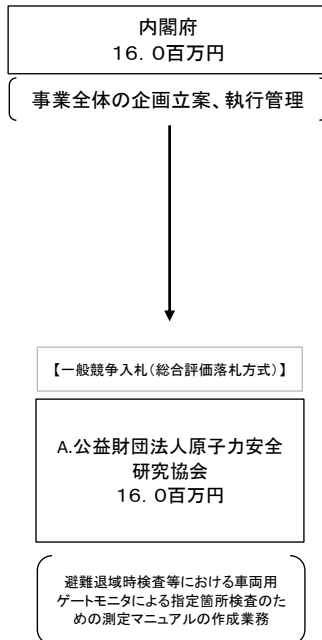 内閣府
16. 0百万円
事業全体の企画立案、執行管理
【一般競争入札(総合評価落札方式)】
A.公益財団法人原子力安全
研究協会
16. 0百万円
避難退域時検査等における車両用
ゲートモニタによる指定箇所検査のた
めの測定マニュアルの作成業務